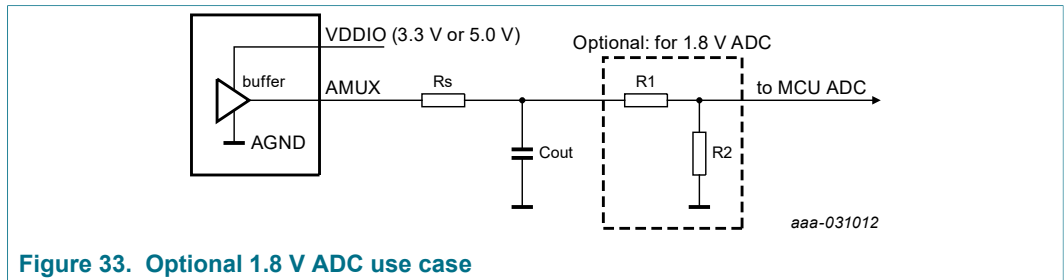 VDDIO (3.3 V or 5.0 V)
Optional: for 1.8 V ADC
buffer
AMUX
Rs
R1
to MCU ADC
AGND
Cout
R2
aaa-031012
Figure 33. Optional 1.8 V ADC use case